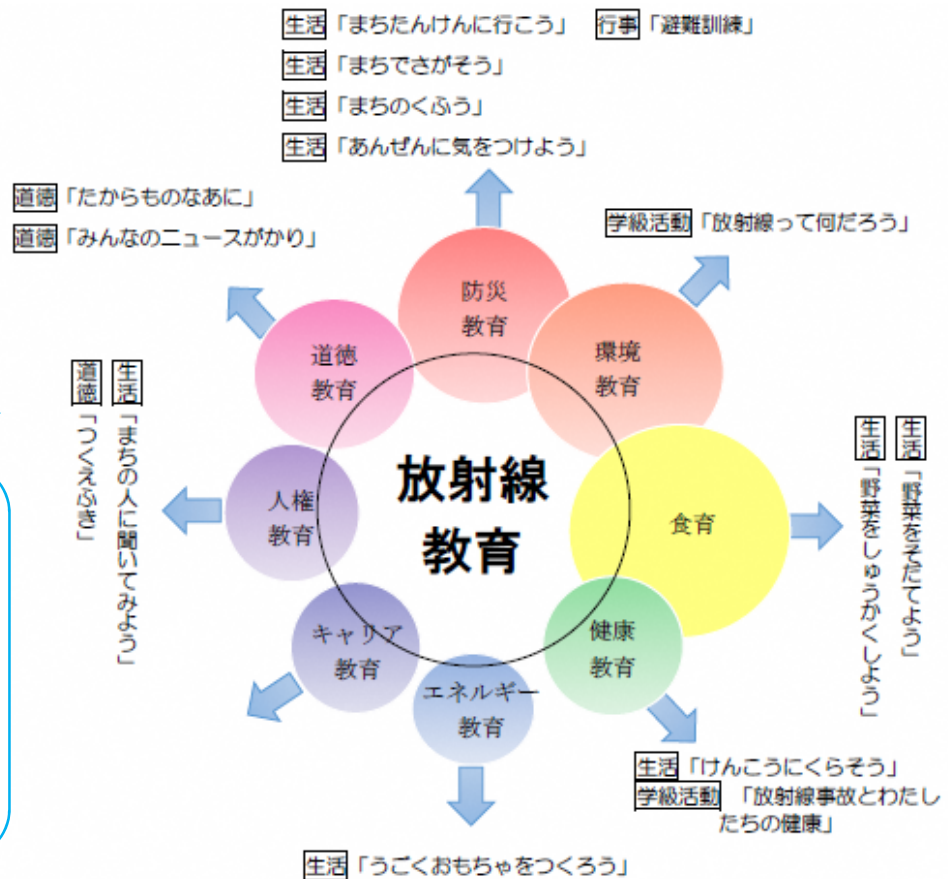 生活「まちたんけんに行こう」 行事「避難訓練」
生活「まちでさがそう」
生活「まちのくふう」
生活「あんぜんに気をつけよう」
道徳「たからものなあに」
道徳「みんなのニュースがかり」
学級活動「放射線って何だろう」
防災
教育
環境
教育
道徳
教育
生活「まちの人に聞いてみよう」
道徳「つくえふき」
人権
教育
放射線
教育
食育
生活「野菜をそだてよう」
生活「野菜をしゅうかくしよう」
キャリア
教育
エネルギー
教育
健康
教育
生活「けんこうにくらそう」
学級活動 「放射線事故とわたし
たちの健康」
生活「うごくおもちゃをつくろう」